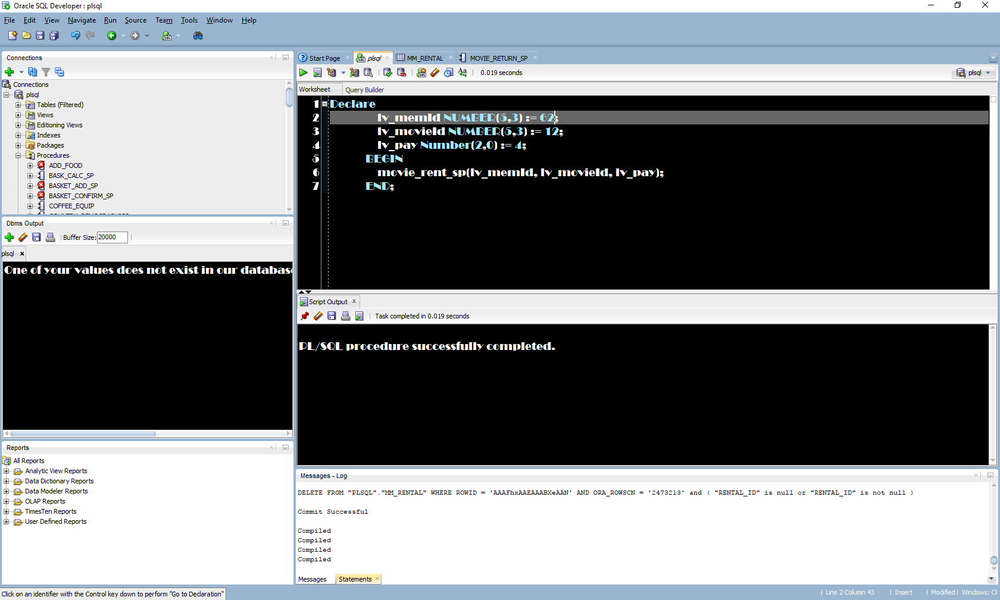 Oracle SQL Developer : plsql
File Edit View Navigate Run Source Team Tools Window Help
Connections
Connections
plsql
Tables (Filtered)
Views
Editioning Views
Indexes
Packages
Procedures
ADD_FOOD
BASK_CALC_SP
BASKET_ADD_SP
BASKET_CONFIRM_SP
COFFEE_EQUIP
Dbms Output
Buffer Size: 20000
plsql
One of your values does not exist in our database
Reports
All Reports
Analytic View Reports
Data Dictionary Reports
Data Modeler Reports
OLAP Reports
TimesTen Reports
User Defined Reports
Start Page plsql MM_RENTAL MOVIE_RETURN_SP
0.019 seconds
plsql
Worksheet Query Builder
1 Declare
2 lv_memId NUMBER(5,3) := 62;
3 lv_movieId NUMBER(5,3) := 12;
4 lv_pay Number(2,0) := 4;
5 BEGIN
6 movie_rent_sp(lv_memId, lv_movieId, lv_pay);
7 END;
Script Output
Task completed in 0.019 seconds
PL/SQL procedure successfully completed.
Messages - Log
DELETE FROM "PLSQL"."MM_RENTAL" WHERE ROWID = 'AAAFhxAAEAAABXeAAN' AND ORA_ROWSCN = '2473213' and ( "RENTAL_ID" is null or "RENTAL_ID" is not null )
Commit Successful
Compiled
Compiled
Compiled
Compiled
Messages Statements
Click on an identifier with the Control key down to perform "Go to Declaration"
Line 2 Column 43 Insert Modified Windows: